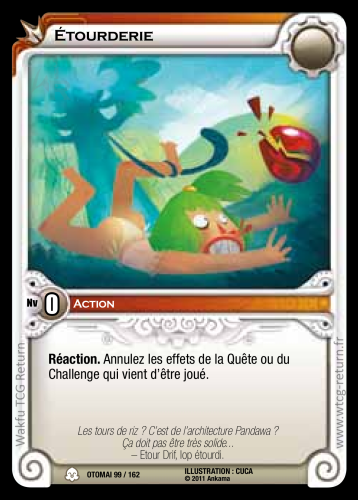 ÉTOURDERIE
NV 0 ACTION
Réaction. Annulez les effets de la Quête ou du
Challenge qui vient d'être joué.
Les tours de riz ? C'est de l'architecture Pandawa ?
Ça doit pas être très solide...
– Etour Drif, Iop étourdi.
OTOMAI 99 / 162
ILLUSTRATION : CUCA
© 2011 Ankama
Wakfu TCG Return
www.wtcg-return.fr